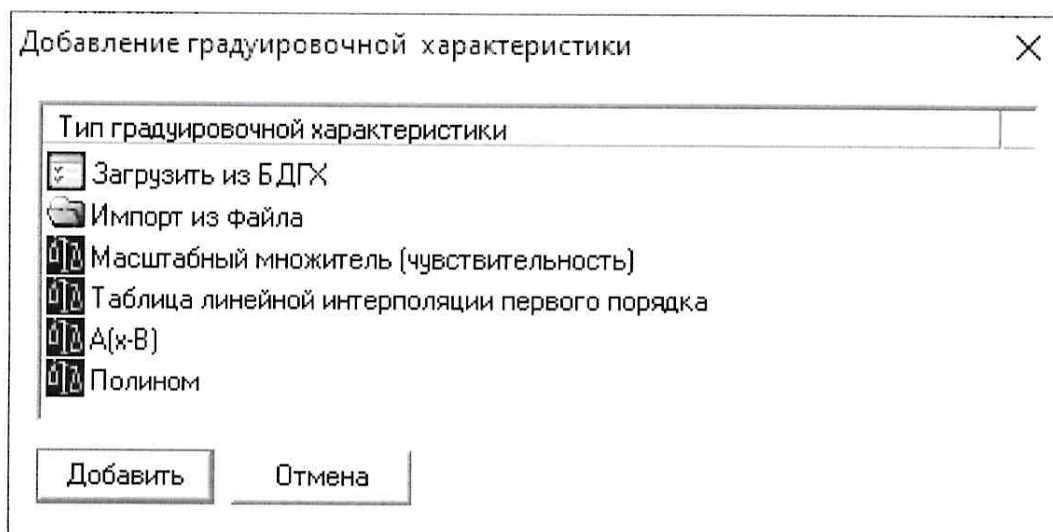 Добавление градуировочной характеристики
Тип градуировочной характеристики
Загрузить из БДГХ
Импорт из файла
Масштабный множитель (чувствительность)
Таблица линейной интерполяции первого порядка
A(x-B)
Полином
Добавить Отмена